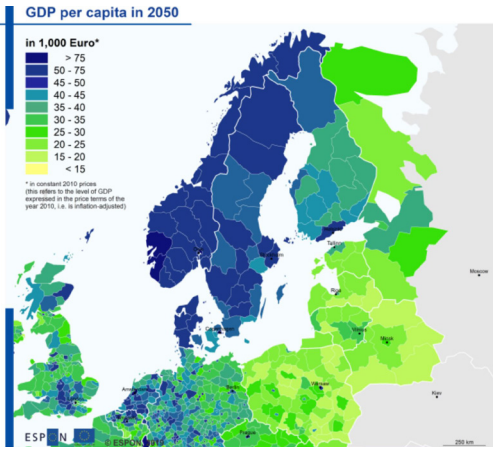 GDP per capita in 2050
in 1,000 Euro*
> 75
50 - 75
45 - 50
40 - 45
35 - 40
30 - 35
25 - 30
20 - 25
15 - 20
< 15
* in constant 2010 prices
(this refers to the level of GDP
expressed in the price terms of the
year 2010, i.e. is inflation-adjusted)
Tallinn
Moscow
Riga
Vilnius
Minsk
Warsaw
Berlin
Kiev
Prague
ESPON
© ESPON, 2015
250 km